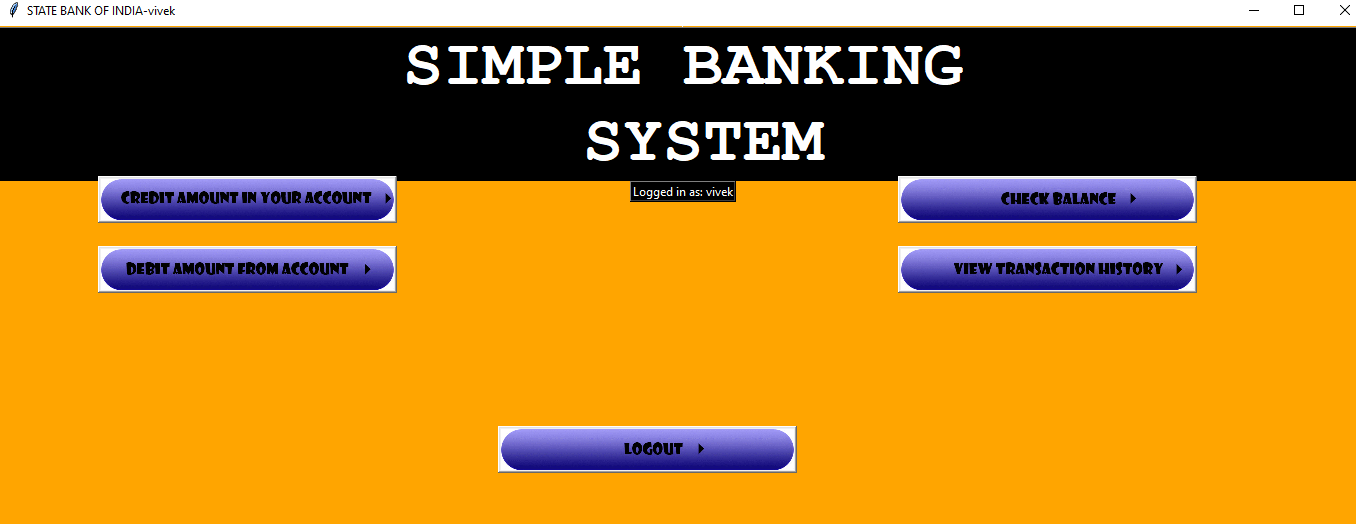 STATE BANK OF INDIA-vivek
SIMPLE BANKING
SYSTEM
Logged in as: vivek
CREDIT AMOUNT IN YOUR ACCOUNT
CHECK BALANCE
DEBIT AMOUNT FROM ACCOUNT
VIEW TRANSACTION HISTORY
LOGOUT